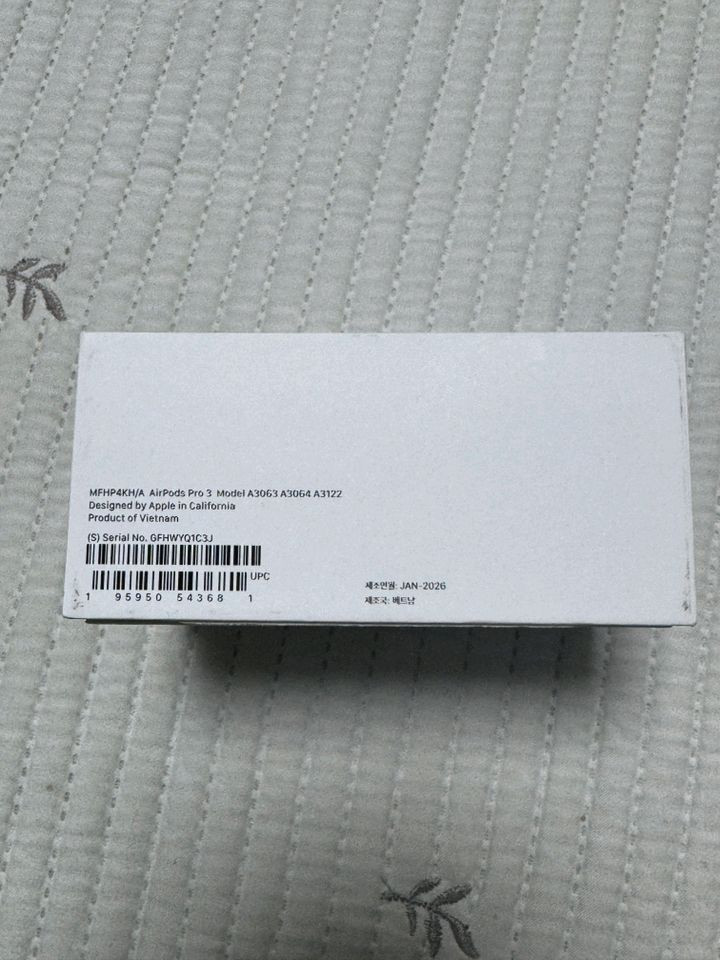 MFHP4KH/A AirPods Pro 3 Model A3063 A3064 A3122
Designed by Apple in California
Product of Vietnam
(S) Serial No. GFHWYQ1C3J
UPC
1 95950 54368 1
제조연월: JAN-2026
제조국: 베트남